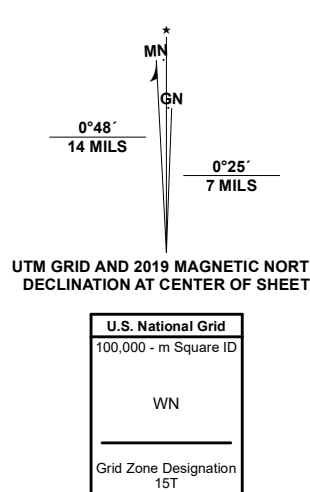 ★
MN
GN
0°48´
14 MILS
0°25´
7 MILS
UTM GRID AND 2019 MAGNETIC NORT
DECLINATION AT CENTER OF SHEET
U.S. National Grid
100,000 - m Square ID
WN
Grid Zone Designation
15T